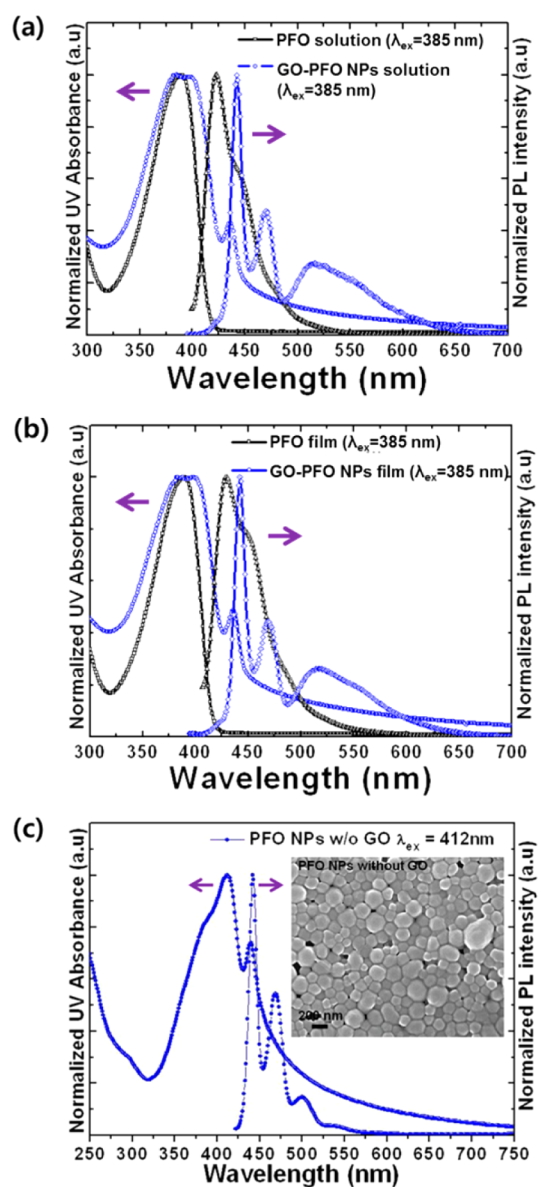 (a)
PFO solution (λex=385 nm)
GO-PFO NPs solution
(λex=385 nm)
Normalized UV Absorbance (a.u)
Normalized PL intensity (a.u)
300 350 400 450 500 550 600 650 700
Wavelength (nm)
(b)
PFO film (λex=385 nm)
GO-PFO NPs film (λex=385 nm)
Normalized UV Absorbance (a.u)
Normalized PL intensity (a.u)
300 350 400 450 500 550 600 650 700
Wavelength (nm)
(c)
PFO NPs w/o GO λex = 412nm
PFO NPs without GO
200 nm
Normalized UV Absorbance (a.u)
Normalized PL intensity (a.u)
250 300 350 400 450 500 550 600 650 700 750
Wavelength (nm)